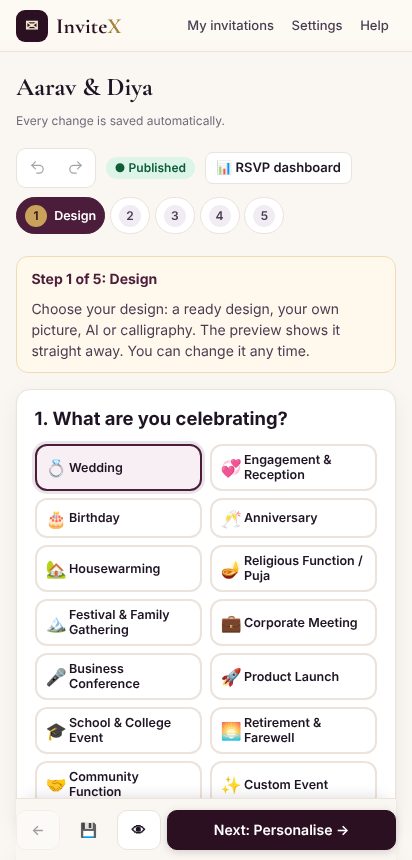 InviteX
My invitations
Settings
Help
Aarav & Diya
Every change is saved automatically.
Published
RSVP dashboard
1 Design
2
3
4
5
Step 1 of 5: Design
Choose your design: a ready design, your own
picture, AI or calligraphy. The preview shows it
straight away. You can change it any time.
1. What are you celebrating?
Wedding
Engagement &
Reception
Birthday
Anniversary
Housewarming
Religious Function /
Puja
Festival & Family
Gathering
Corporate Meeting
Business
Conference
Product Launch
School & College
Event
Retirement &
Farewell
Community
Function
Custom Event
Next: Personalise →